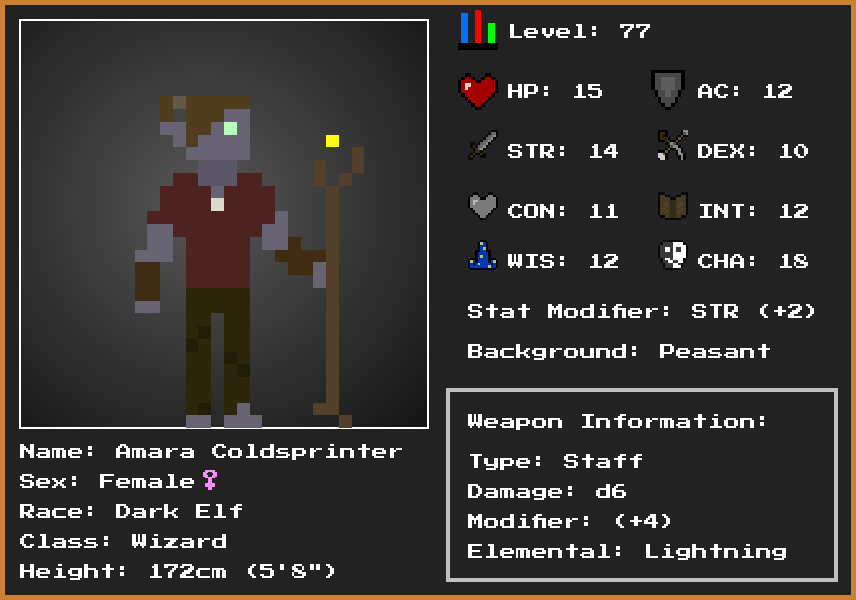 Level: 77
HP: 15 AC: 12
STR: 14 DEX: 10
CON: 11 INT: 12
WIS: 12 CHA: 18
Stat Modifier: STR (+2)
Background: Peasant
Weapon Information:
Type: Staff
Damage: d6
Modifier: (+4)
Elemental: Lightning
Name: Amara Coldsprinter
Sex: Female♀
Race: Dark Elf
Class: Wizard
Height: 172cm (5'8")